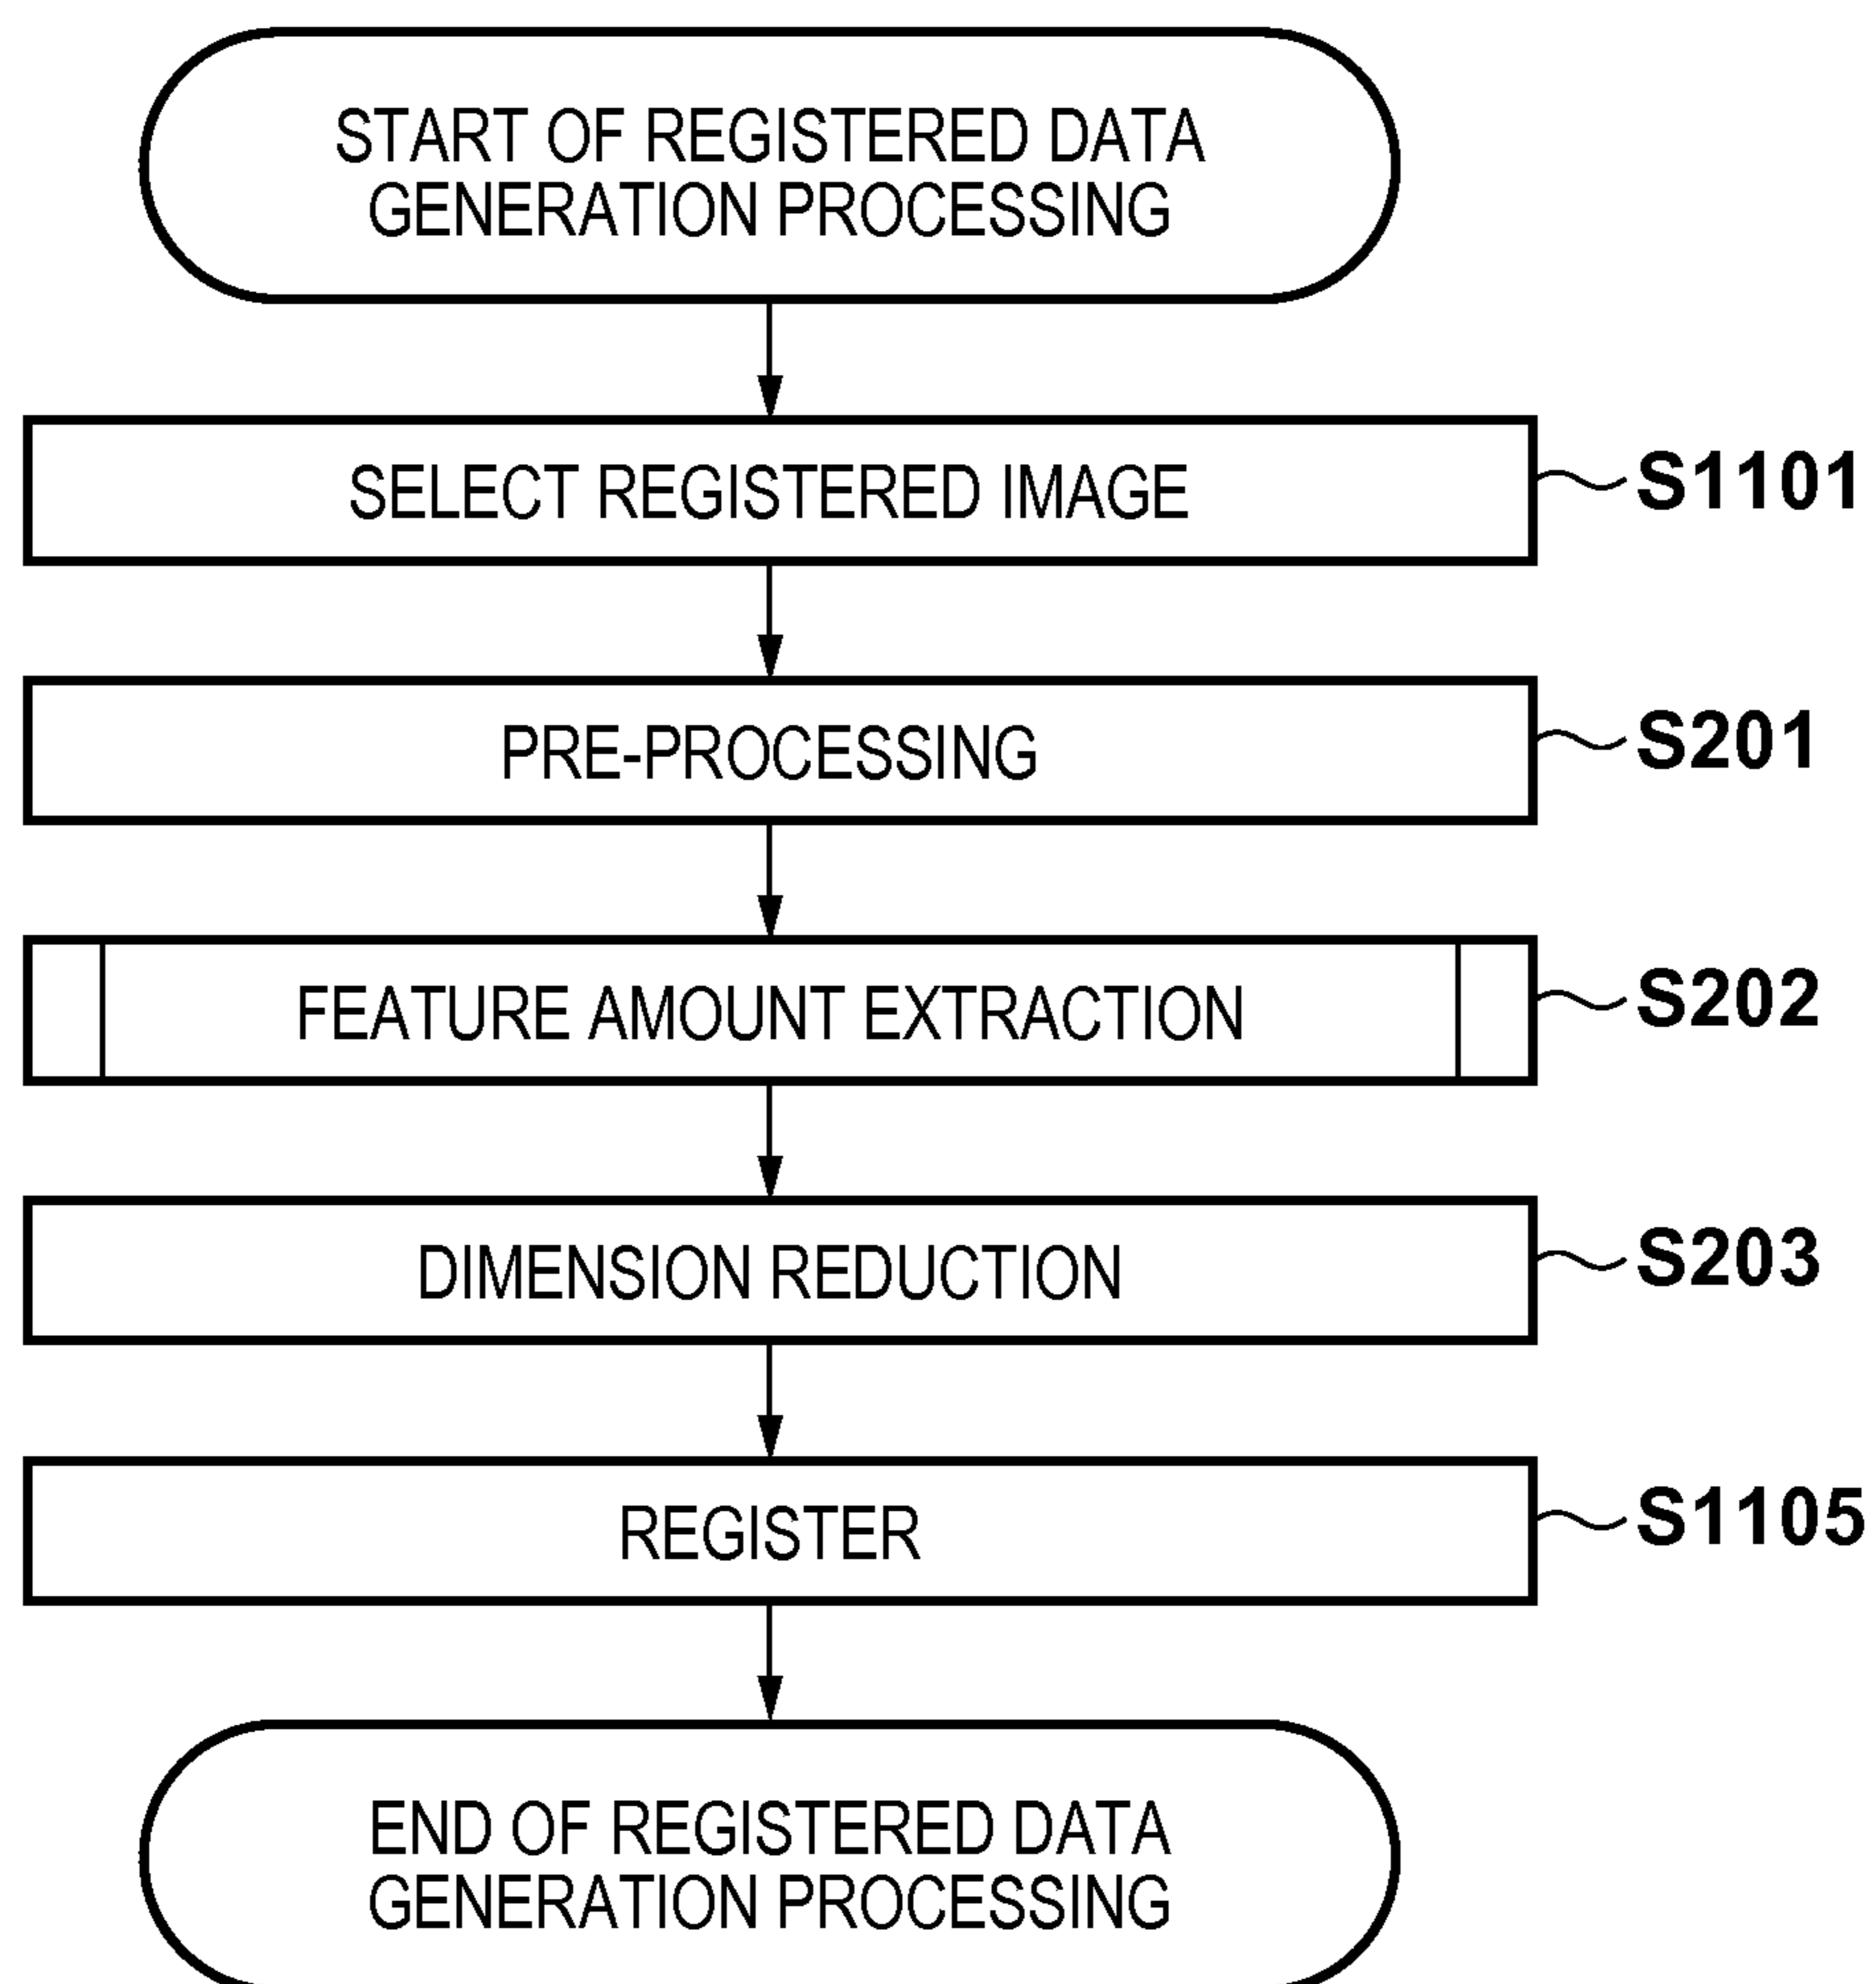 START OF REGISTERED DATA
GENERATION PROCESSING
SELECT REGISTERED IMAGE
S1101
PRE-PROCESSING
S201
FEATURE AMOUNT EXTRACTION
S202
DIMENSION REDUCTION
S203
REGISTER
S1105
END OF REGISTERED DATA
GENERATION PROCESSING